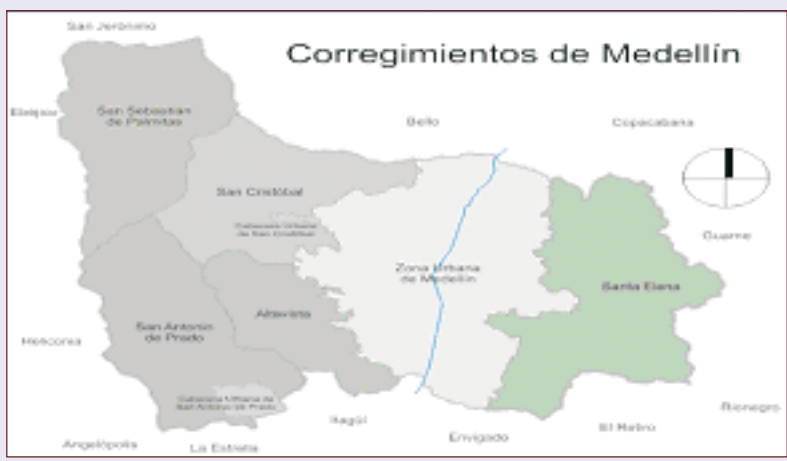 San Jerónimo
Corregimientos de Medellín
San Sebastián
de Palmitas
Ebéjico
Bello
Copacabana
San Cristóbal
Cabecera Urbana
de San Cristóbal
Guarne
Zona Urbana
de Medellín
Santa Elena
Altavista
San Antonio
de Prado
Heliconia
Cabecera Urbana de
San Antonio de Prado
Itagüí
Rionegro
El Retiro
Envigado
Angelópolis
La Estrella